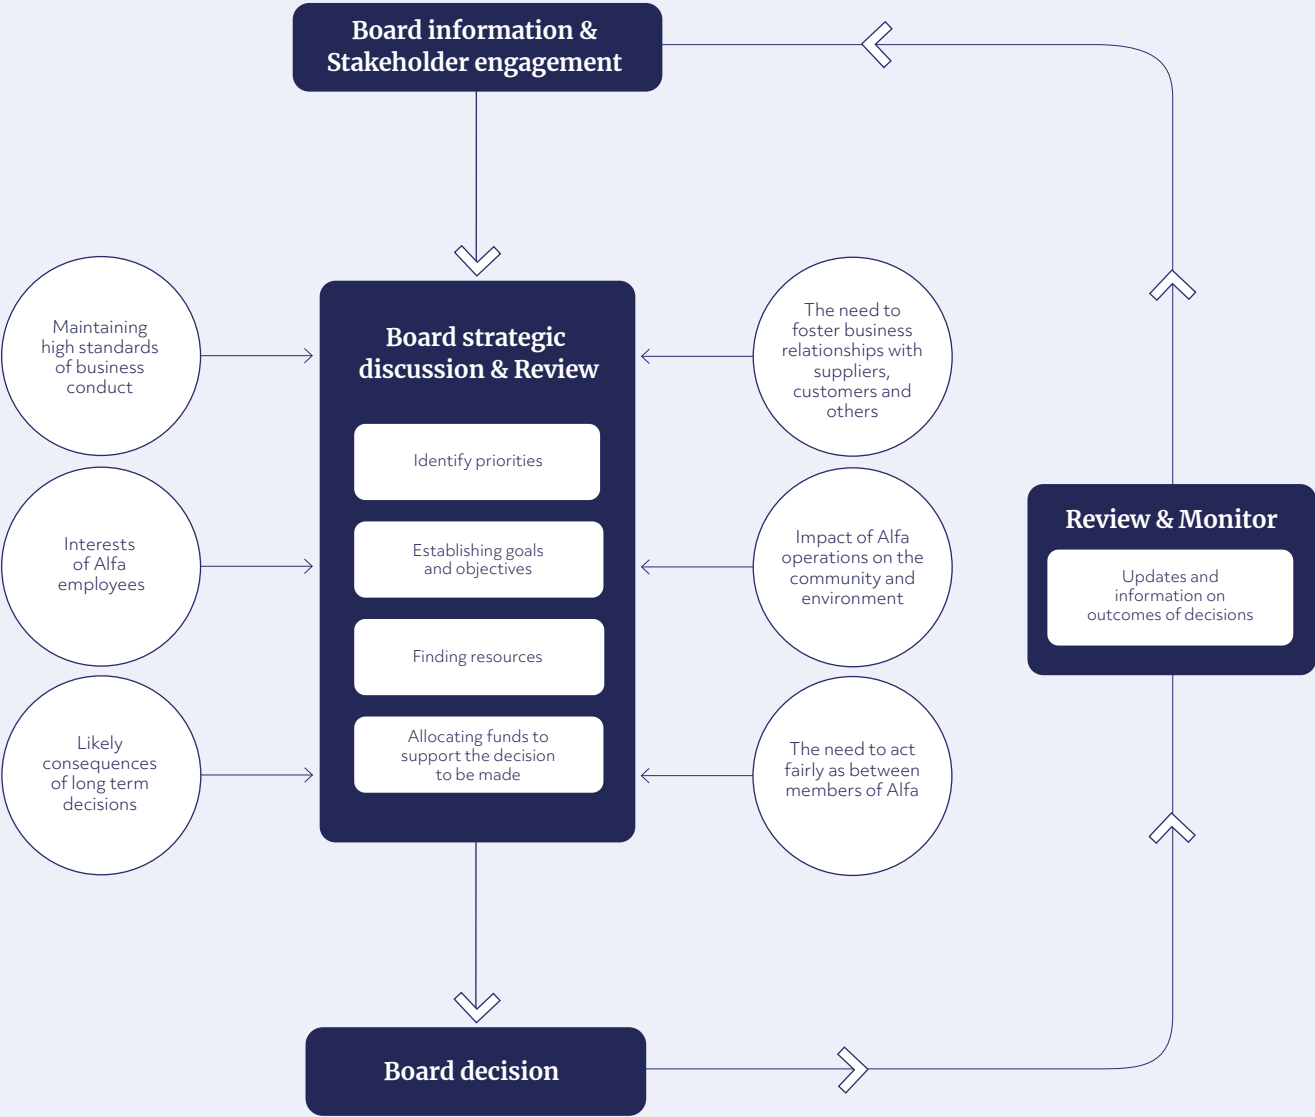 Board information &
Stakeholder engagement
Maintaining
high standards
of business
conduct
Interests
of Alfa
employees
Likely
consequences
of long term
decisions
Board strategic
discussion & Review
Identify priorities
Establishing goals
and objectives
Finding resources
Allocating funds to
support the decision
to be made
The need to
foster business
relationships with
suppliers,
customers and
others
Impact of Alfa
operations on the
community and
environment
The need to act
fairly as between
members of Alfa
Review & Monitor
Updates and
information on
outcomes of decisions
Board decision